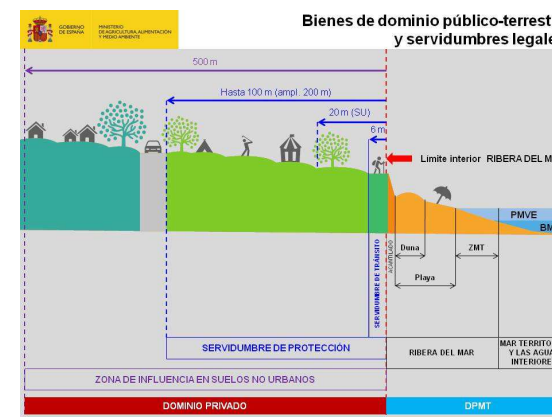 GOBIERNO
DE ESPAÑA
MINISTERIO
DE AGRICULTURA, ALIMENTACIÓN
Y MEDIO AMBIENTE
Bienes de dominio público-terrest
y servidumbres legale
500 m
Hasta 100 m (ampl. 200 m)
20 m (SU)
6 m
Limite interior RIBERA DEL M
PMVE
BM
SERVIDUMBRE DE TRÁNSITO
ACANTILADO
Duna
ZMT
Playa
SERVIDUMBRE DE PROTECCIÓN
RIBERA DEL MAR
MAR TERRITO
Y LAS AGUA
INTERIORE
ZONA DE INFLUENCIA EN SUELOS NO URBANOS
DOMINIO PRIVADO
DPMT